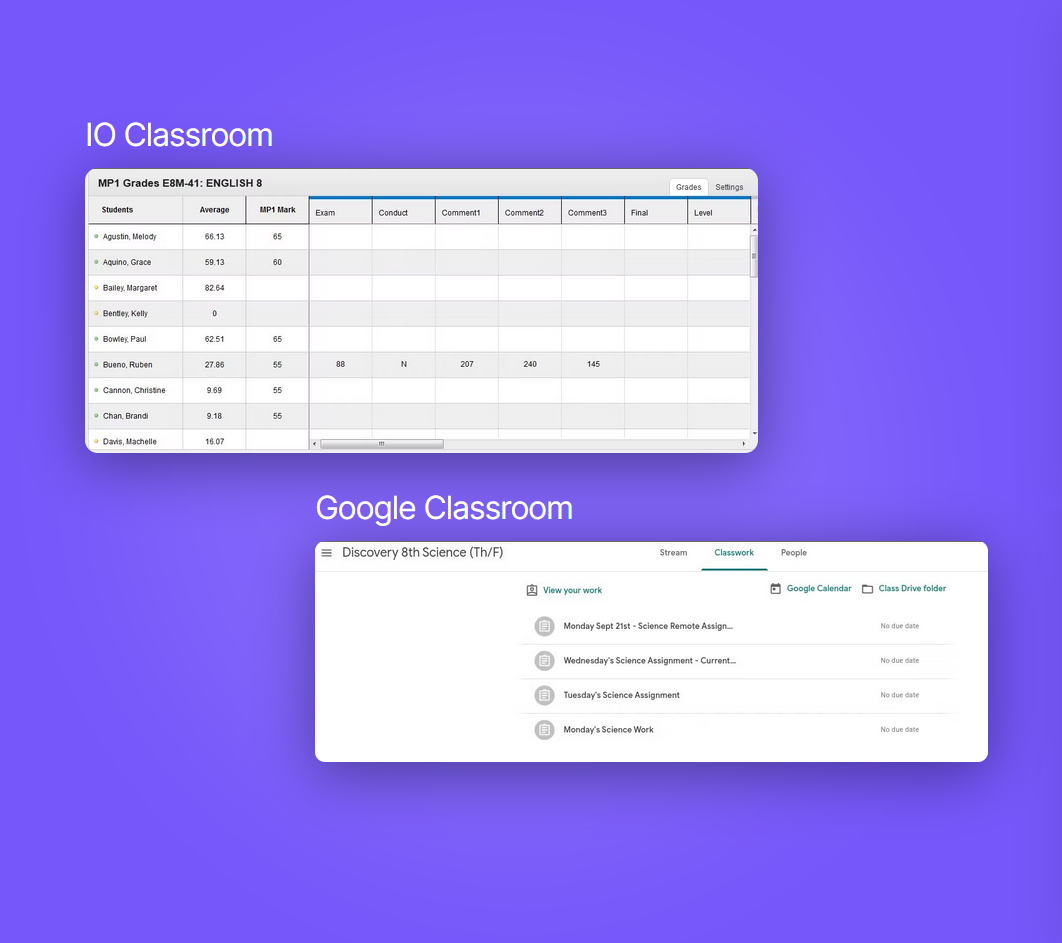 IO Classroom
MP1 Grades E8M-41: ENGLISH 8
Grades Settings
Students Average MP1 Mark Exam Conduct Comment1 Comment2 Comment3 Final Level
Agustin, Melody 66.13 65
Aquino, Grace 59.13 60
Bailey, Margaret 82.64
Bentley, Kelly 0
Bowley, Paul 62.51 65
Bueno, Ruben 27.86 55 88 N 207 240 145
Cannon, Christine 9.69 55
Chan, Brandi 9.18 55
Davis, Machelle 16.07
Google Classroom
Discovery 8th Science (Th/F) Stream Classwork People
View your work Google Calendar Class Drive folder
Monday Sept 21st - Science Remote Assign... No due date
Wednesday's Science Assignment - Current... No due date
Tuesday's Science Assignment No due date
Monday's Science Work No due date